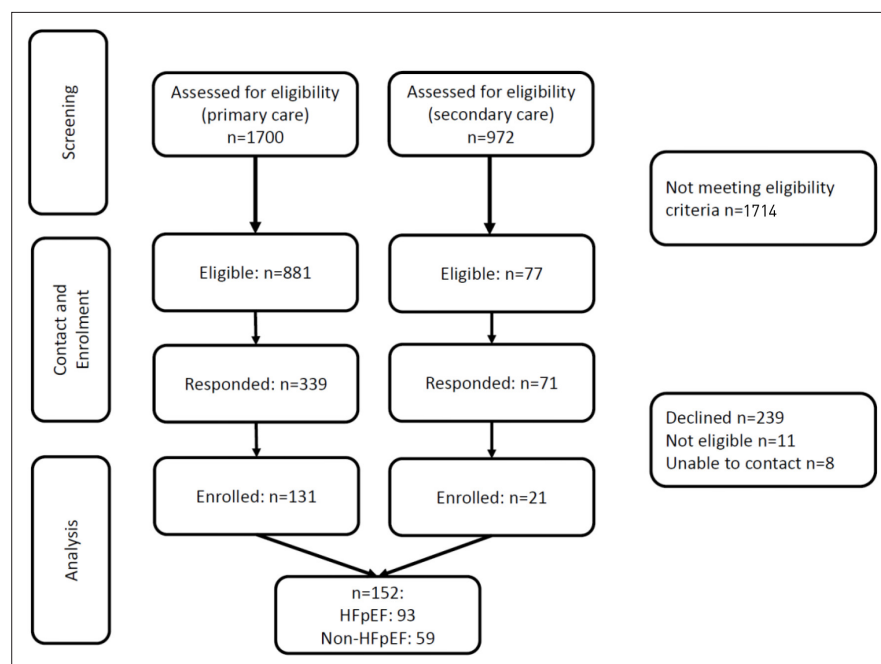 Screening
Assessed for eligibility
(primary care)
n=1700
Assessed for eligibility
(secondary care)
n=972
Not meeting eligibility
criteria n=1714
Contact and
Enrolment
Eligible: n=881
Eligible: n=77
Responded: n=339
Responded: n=71
Declined n=239
Not eligible n=11
Unable to contact n=8
Analysis
Enrolled: n=131
Enrolled: n=21
n=152:
HFpEF: 93
Non-HFpEF: 59